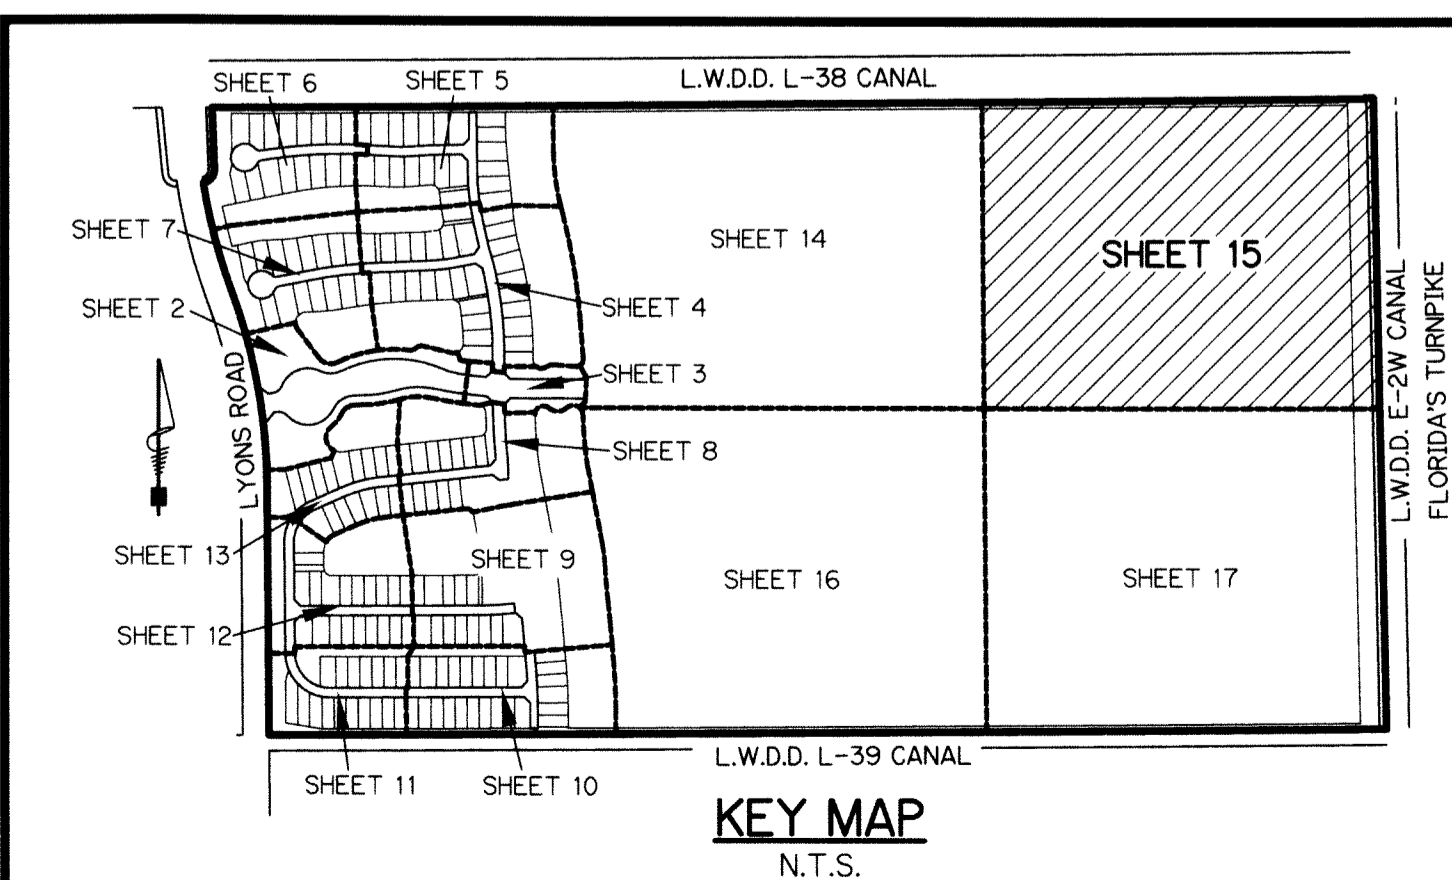 L.W.D.D. L-38 CANAL
SHEET 6
SHEET 5
SHEET 14
SHEET 15
SHEET 7
SHEET 2
SHEET 4
SHEET 3
LYONS ROAD
L.W.D.D. E-2W CANAL
FLORIDA'S TURNPIKE
SHEET 8
SHEET 13
SHEET 9
SHEET 16
SHEET 17
SHEET 12
SHEET 11
SHEET 10
L.W.D.D. L-39 CANAL
KEY MAP
N.T.S.